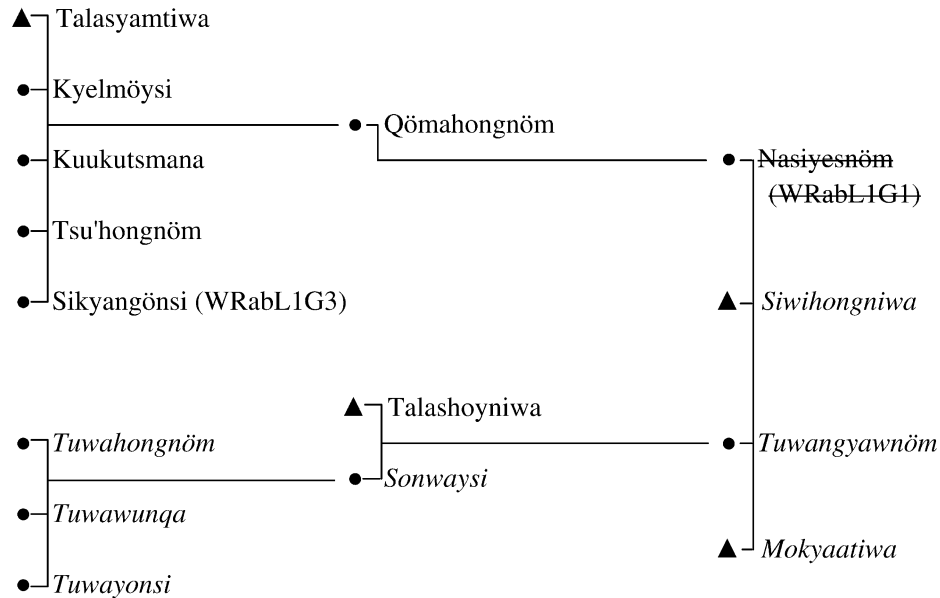 Talasyamtiwa
Kyelmöysi
Qömahongnöm
Kuukutsmana
Nasiyesnöm
(WRabL1G1)
Tsu'hongnöm
Sikyangönsi (WRabL1G3)
Siwihongniwa
Talashoyniwa
Tuwahongnöm
Tuwangyawnöm
Sonwaysi
Tuwawunqa
Mokyaatiwa
Tuwayonsi